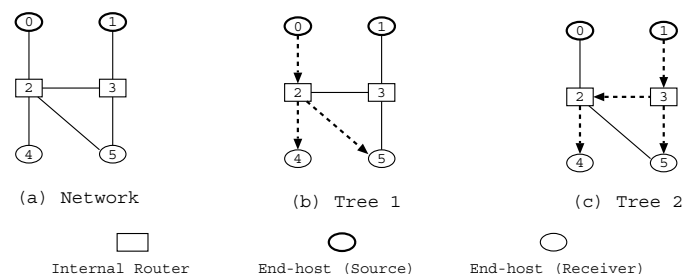 0 1 0 1 0 1
2 3 2 3 2 3
4 5 4 5 4 5
(a) Network (b) Tree 1 (c) Tree 2
Internal Router End-host (Source) End-host (Receiver)